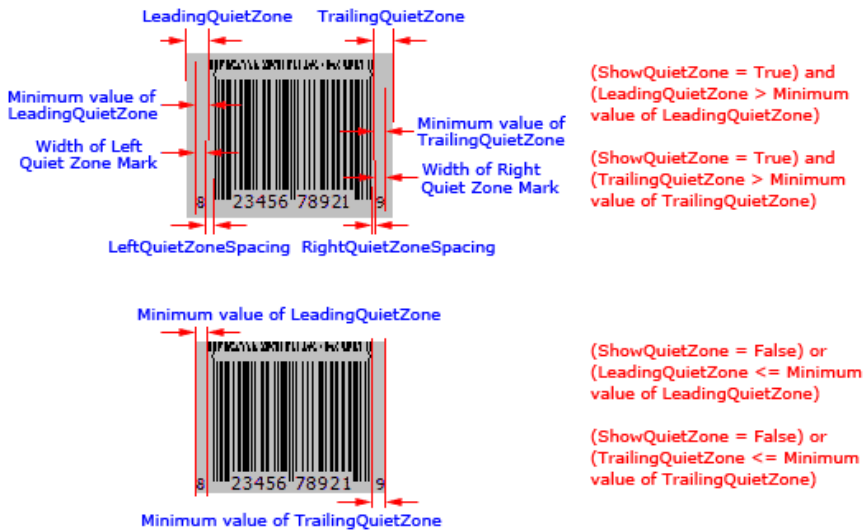 LeadingQuietZone
TrailingQuietZone
Minimum value of
LeadingQuietZone
Width of Left
Quiet Zone Mark
Minimum value of
TrailingQuietZone
Width of Right
Quiet Zone Mark
8 23456 78921 9
LeftQuietZoneSpacing
RightQuietZoneSpacing
(ShowQuietZone = True) and
(LeadingQuietZone > Minimum
value of LeadingQuietZone)
(ShowQuietZone = True) and
(TrailingQuietZone > Minimum
value of TrailingQuietZone)
Minimum value of LeadingQuietZone
8 23456 78921 9
Minimum value of TrailingQuietZone
(ShowQuietZone = False) or
(LeadingQuietZone <= Minimum
value of LeadingQuietZone)
(ShowQuietZone = False) or
(TrailingQuietZone <= Minimum
value of TrailingQuietZone)